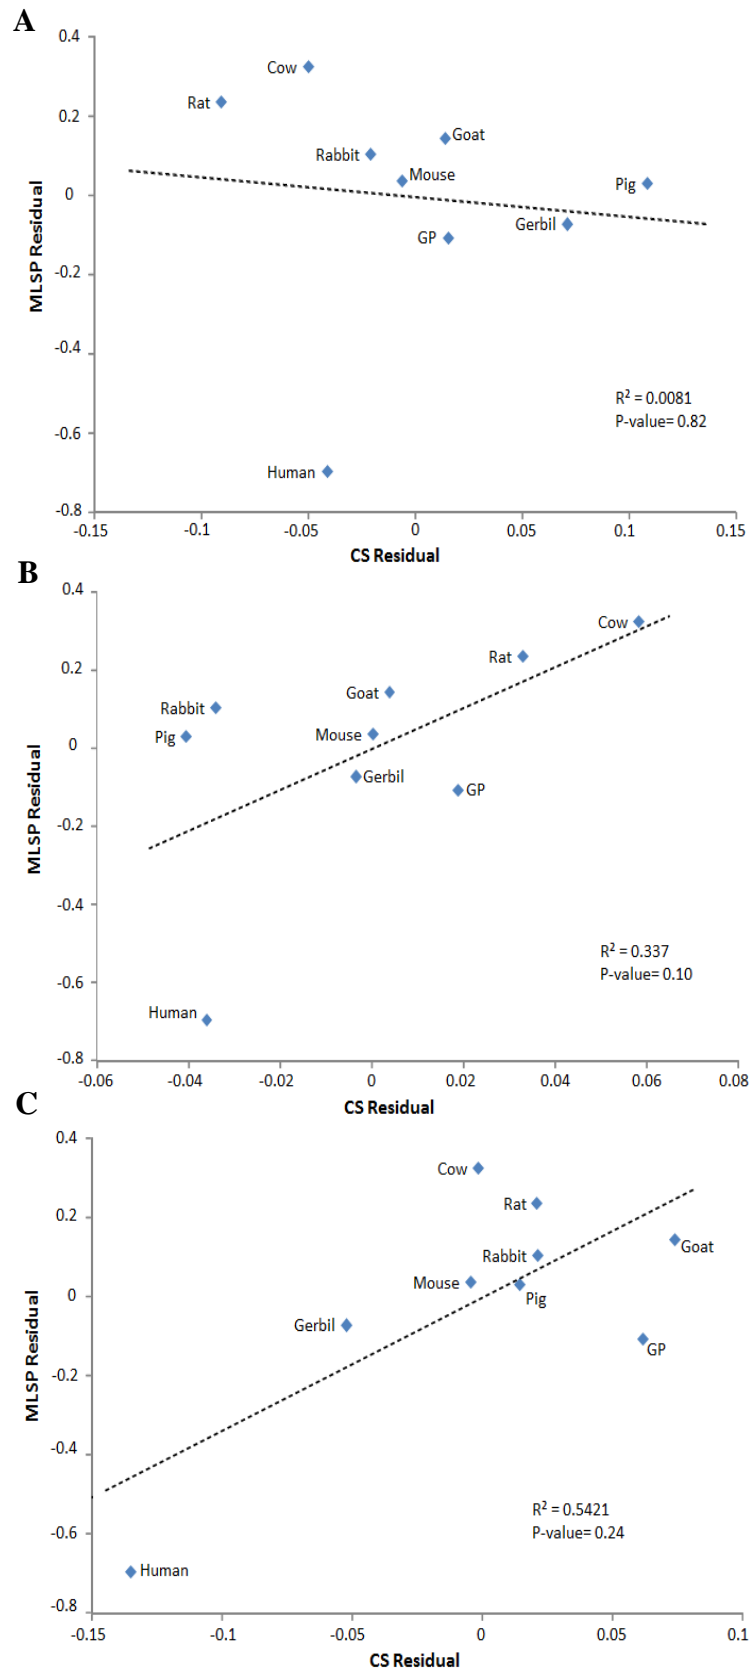 A
0.4
Cow
Rat
0.2
Goat
Rabbit
Mouse
Pig
0
Gerbil
GP
-0.2
MLSP Residual
-0.4
R² = 0.0081
P-value= 0.82
-0.6
Human
-0.8
-0.15 -0.1 -0.05 0 0.05 0.1 0.15
CS Residual
B
0.4
Cow
Rat
0.2
Goat
Rabbit
Pig
Mouse
0
Gerbil
GP
-0.2
MLSP Residual
-0.4
R² = 0.337
P-value= 0.10
-0.6
Human
-0.8
-0.06 -0.04 -0.02 0 0.02 0.04 0.06 0.08
CS Residual
C
0.4
Cow
Rat
0.2
Goat
Rabbit
Mouse
Pig
0
Gerbil
GP
-0.2
MLSP Residual
-0.4
R² = 0.5421
P-value= 0.24
-0.6
Human
-0.8
-0.15 -0.1 -0.05 0 0.05 0.1
CS Residual